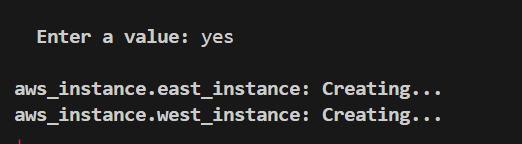 Enter a value: yes
aws_instance.east_instance: Creating...
aws_instance.west_instance: Creating...